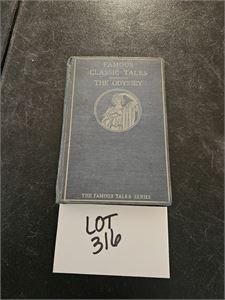 FAMOUS
CLASSIC TALES
THE ODYSSEY
THE FAMOUS TALES SERIES
LOT
316